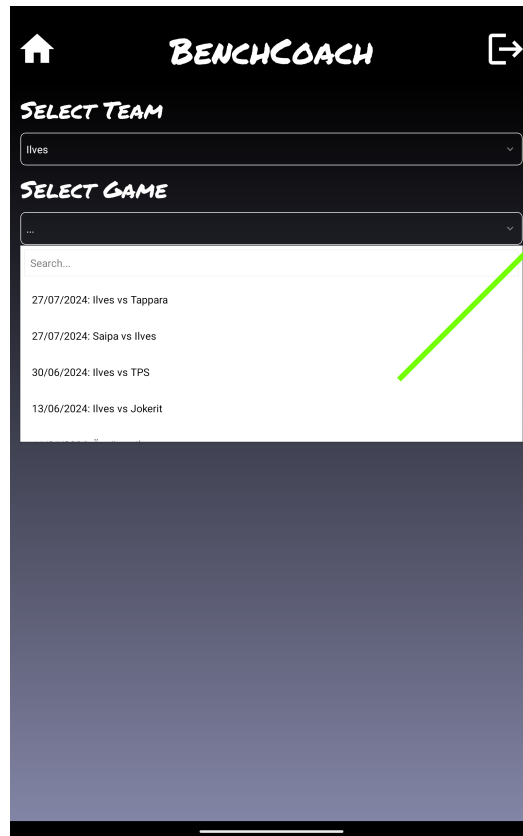 BENCHCOACH
SELECT TEAM
Ilves
SELECT GAME
...
Search...
27/07/2024: Ilves vs Tappara
27/07/2024: Saipa vs Ilves
30/06/2024: Ilves vs TPS
13/06/2024: Ilves vs Jokerit